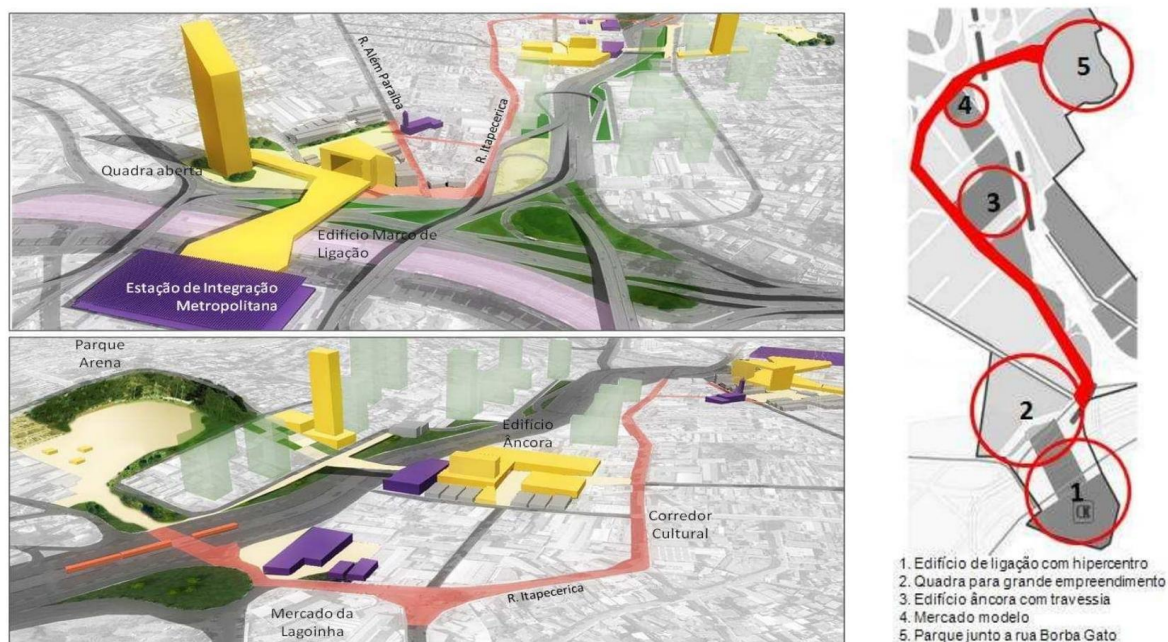 R. Além Paraíba
R. Itapecerica
Quadra aberta
Edifício Marco de
Ligação
Estação de Integração
Metropolitana
Parque
Arena
Edifício
Âncora
Corredor
Cultural
R. Itapecerica
Mercado da
Lagoinha
5
4
3
2
1
1. Edifício de ligação com hipercentro
2. Quadra para grande empreendimento
3. Edifício âncora com travessia
4. Mercado modelo
5. Parque junto a rua Borba Gato